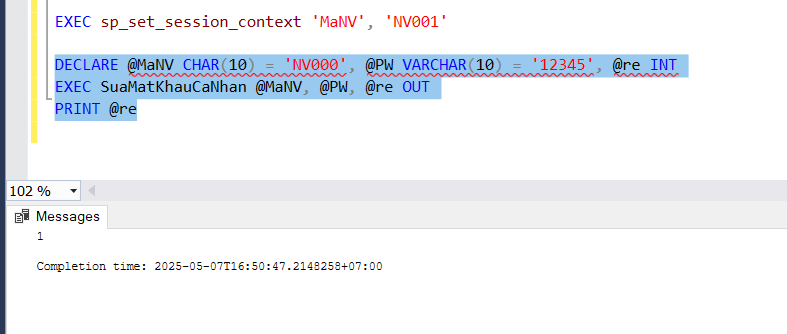 EXEC sp_set_session_context 'MaNV', 'NV001'
DECLARE @MaNV CHAR(10) = 'NV000', @PW VARCHAR(10) = '12345', @re INT
EXEC SuaMatKhauCaNhan @MaNV, @PW, @re OUT
PRINT @re
102 %
Messages
1
Completion time: 2025-05-07T16:50:47.2148258+07:00